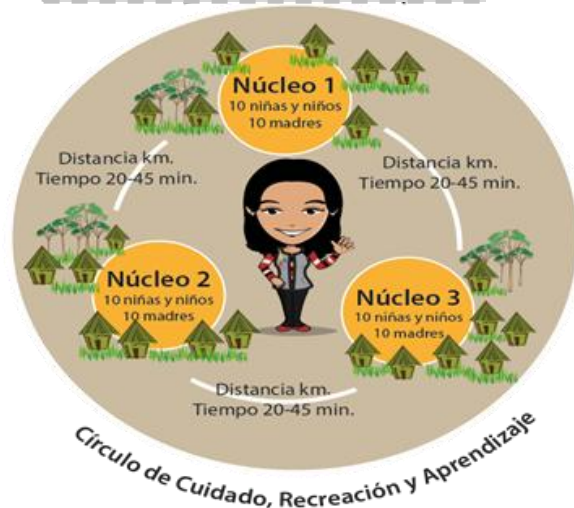 Núcleo 1
10 niñas y niños
10 madres
Distancia km.
Tiempo 20-45 min.
Distancia km.
Tiempo 20-45 min.
Núcleo 2
10 niñas y niños
10 madres
Núcleo 3
10 niñas y niños
10 madres
Distancia km.
Tiempo 20-45 min.
Círculo de Cuidado, Recreación y Aprendizaje